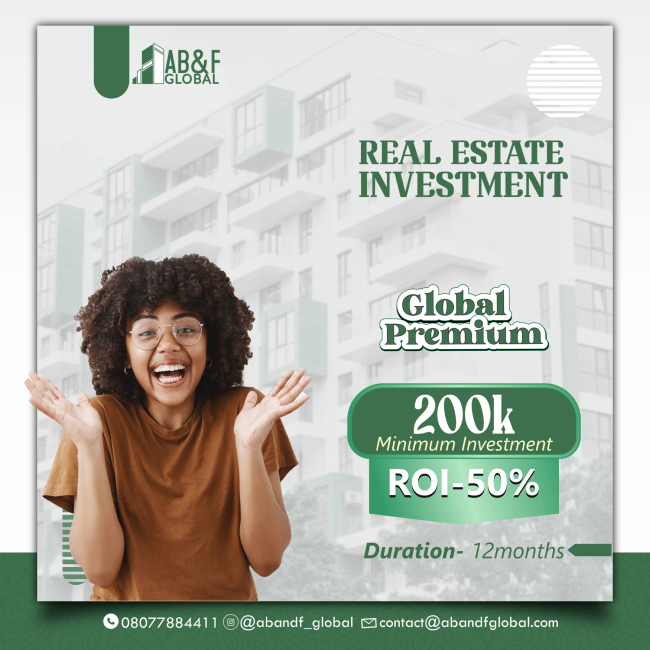 AB&F
GLOBAL
REAL ESTATE
INVESTMENT
Global
Premium
200k
Minimum Investment
ROI-50%
Duration- 12months
08077884411 @abandf_global contact@abandfglobal.com